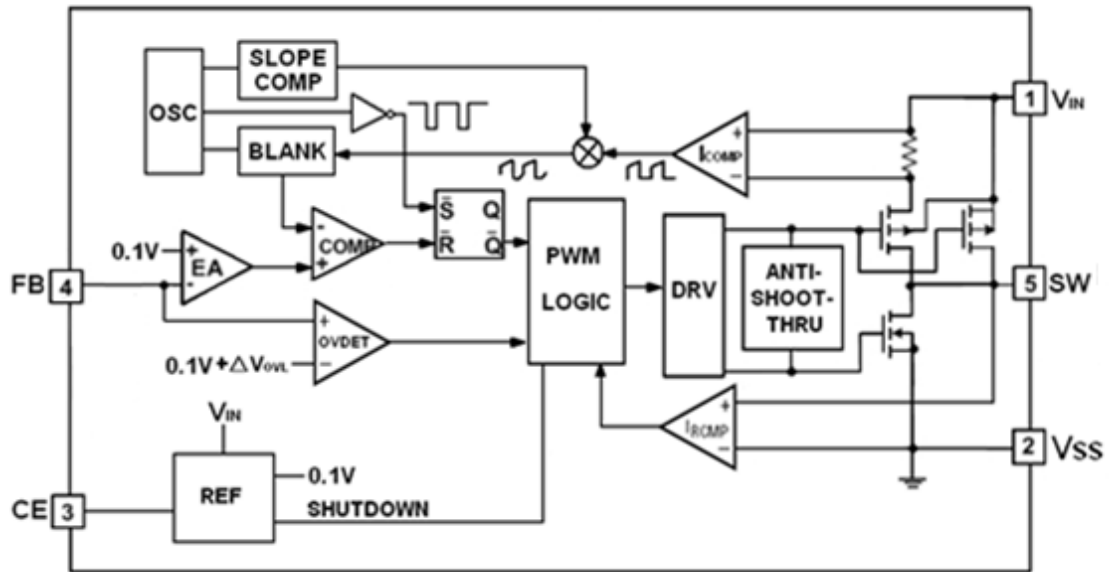 SLOPE
COMP
OSC
BLANK
1
VIN
ICOMP
+
−
S̄ Q
R̄ Q̄
-
COMP
+
0.1V
+
EA
-
FB
4
PWM
LOGIC
DRV
ANTI-
SHOOT-
THRU
5
SW
+
OVDET
−
0.1V+△VOVL
+
IRCMP
−
2
VSS
VIN
REF
0.1V
SHUTDOWN
CE
3